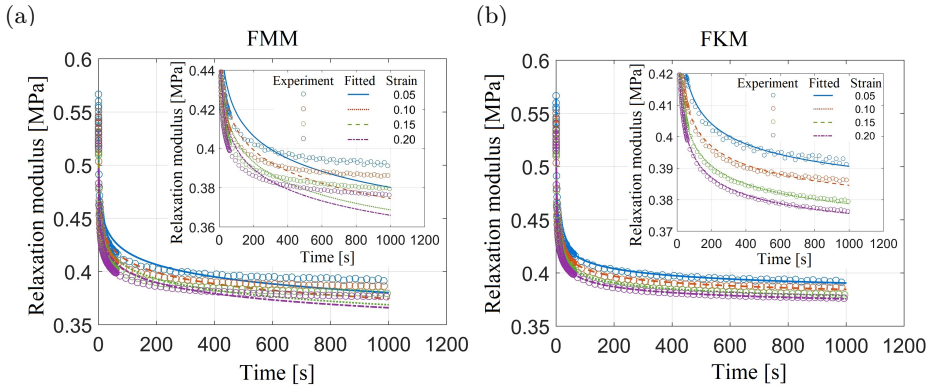 (a)
FMM
Relaxation modulus [MPa]
0.6
0.55
0.5
0.45
0.4
0.35
0 200 400 600 800 1000 1200
Time [s]
Relaxation modulus [MPa]
0.44
0.42
0.4
0.38
0.36
0 200 400 600 800 1000 1200
Time [s]
Experiment Fitted Strain
0.05
0.10
0.15
0.20
(b)
FKM
Relaxation modulus [MPa]
0.6
0.55
0.5
0.45
0.4
0.35
0 200 400 600 800 1000 1200
Time [s]
Relaxation modulus [MPa]
0.42
0.41
0.4
0.39
0.38
0.37
0 200 400 600 800 1000 1200
Time [s]
Experiment Fitted Strain
0.05
0.10
0.15
0.20